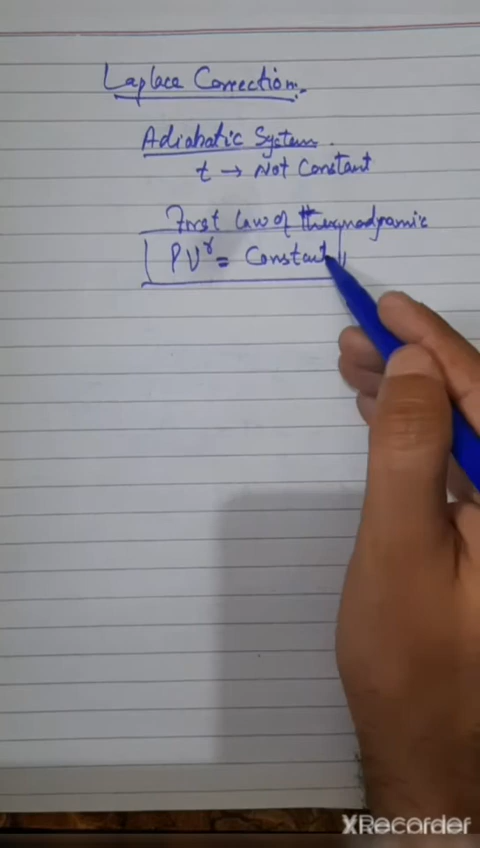 Laplace Correction.
Adiabatic System.
t → Not Constant
First law of thermodynamic
PV^γ = Constant
XRecorder